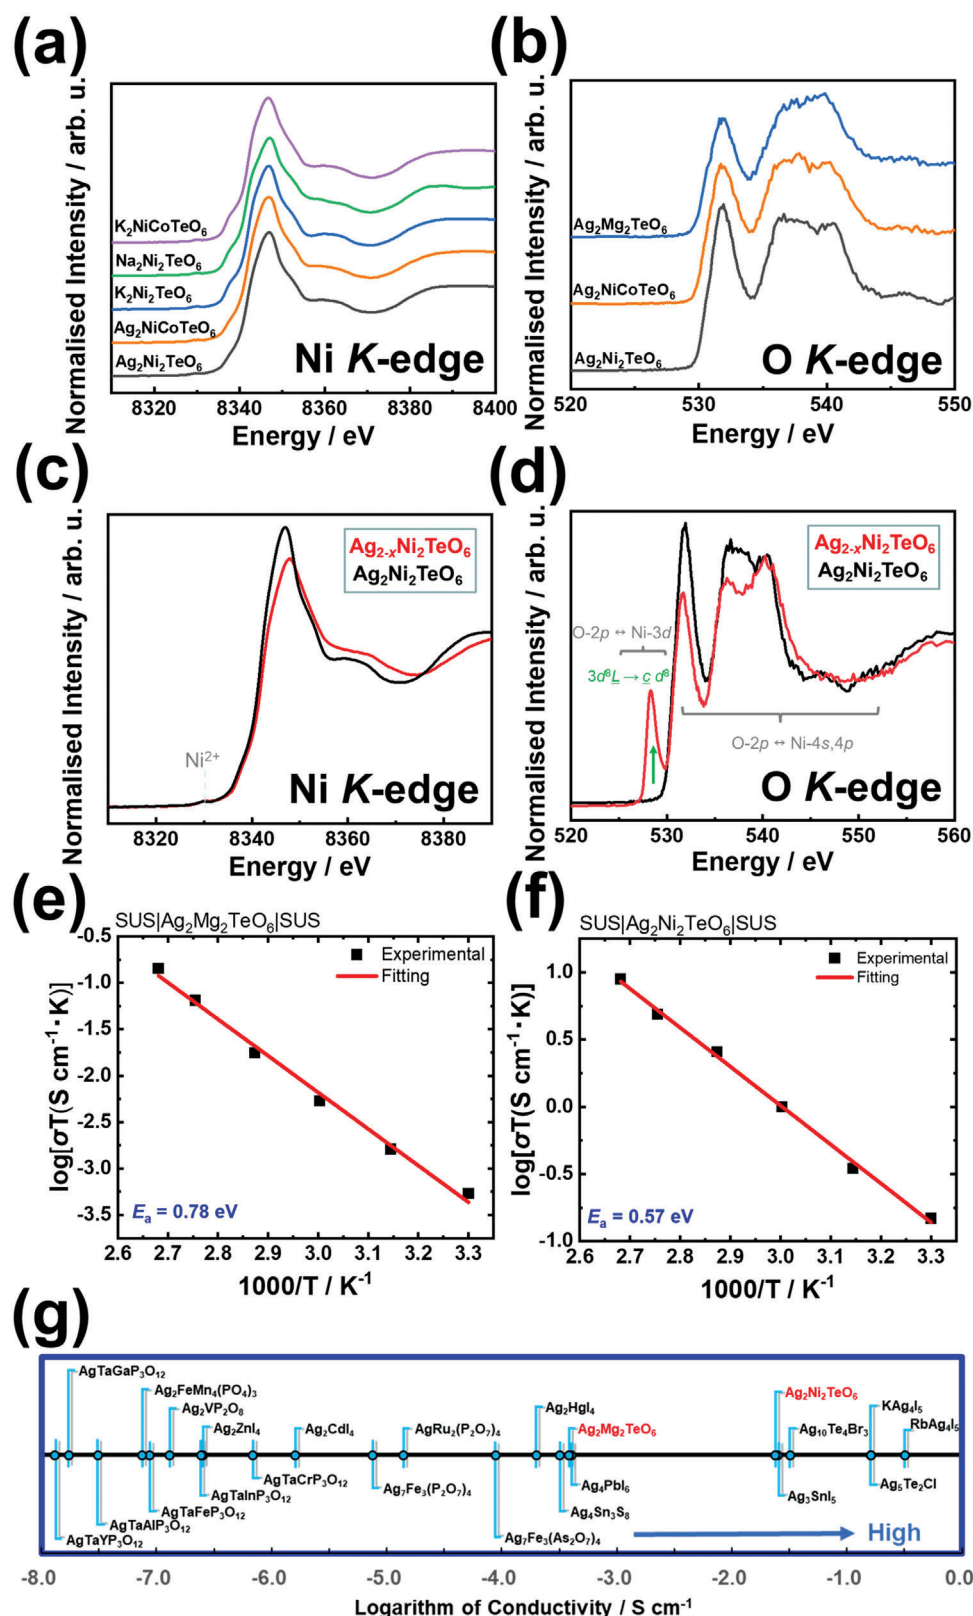 (a)
Normalised Intensity / arb. u.
K₂NiCoTeO₆
Na₂Ni₂TeO₆
K₂Ni₂TeO₆
Ag₂NiCoTeO₆
Ag₂Ni₂TeO₆
Ni K-edge
8320 8340 8360 8380 8400
Energy / eV
(b)
Normalised Intensity / arb. u.
Ag₂Mg₂TeO₆
Ag₂NiCoTeO₆
Ag₂Ni₂TeO₆
O K-edge
520 530 540 550
Energy / eV
(c)
Normalised Intensity / arb. u.
Ag₂₋ₓNi₂TeO₆
Ag₂Ni₂TeO₆
Ni²⁺
Ni K-edge
8320 8340 8360 8380
Energy / eV
(d)
Normalised Intensity / arb. u.
Ag₂₋ₓNi₂TeO₆
Ag₂Ni₂TeO₆
O-2p ↔ Ni-3d
3d⁸L → c d⁸
O-2p ↔ Ni-4s,4p
O K-edge
520 530 540 550 560
Energy / eV
(e)
SUS|Ag₂Mg₂TeO₆|SUS
log[σT(S cm⁻¹·K)]
-0.5
-1.0
-1.5
-2.0
-2.5
-3.0
-3.5
Experimental
Fitting
Eₐ = 0.78 eV
2.6 2.7 2.8 2.9 3.0 3.1 3.2 3.3
1000/T / K⁻¹
(f)
SUS|Ag₂Ni₂TeO₆|SUS
log[σT(S cm⁻¹·K)]
1.0
0.5
0.0
-0.5
-1.0
Experimental
Fitting
Eₐ = 0.57 eV
2.6 2.7 2.8 2.9 3.0 3.1 3.2 3.3
1000/T / K⁻¹
(g)
AgTaGaP₃O₁₂
Ag₂FeMn₄(PO₄)₃
Ag₂VP₂O₈
Ag₂ZnI₄
Ag₂CdI₄
AgRu₂(P₂O₇)₄
Ag₂HgI₄
Ag₂Mg₂TeO₆
Ag₂Ni₂TeO₆
Ag₁₀Te₄Br₃
KAg₄I₅
RbAg₄I₅
AgTaYP₃O₁₂
AgTaAlP₃O₁₂
AgTaFeP₃O₁₂
AgTaInP₃O₁₂
AgTaCrP₃O₁₂
Ag₇Fe₃(P₂O₇)₄
Ag₇Fe₃(As₂O₇)₄
Ag₄Sn₃S₈
Ag₄PbI₆
Ag₃SnI₅
Ag₅Te₂Cl
High
-8.0 -7.0 -6.0 -5.0 -4.0 -3.0 -2.0 -1.0 0.0
Logarithm of Conductivity / S cm⁻¹